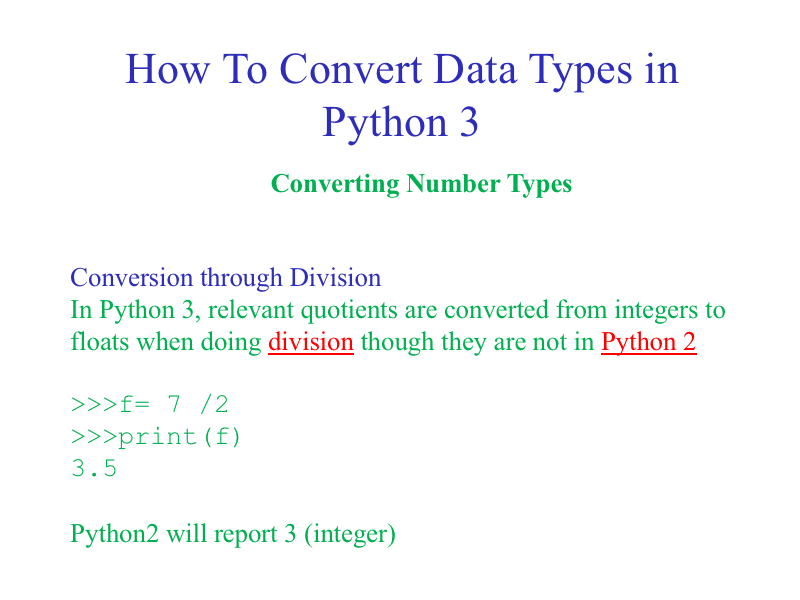 How To Convert Data Types in
Python 3
Converting Number Types
Conversion through Division
In Python 3, relevant quotients are converted from integers to
floats when doing division though they are not in Python 2
>>>f= 7 /2
>>>print(f)
3.5
Python2 will report 3 (integer)